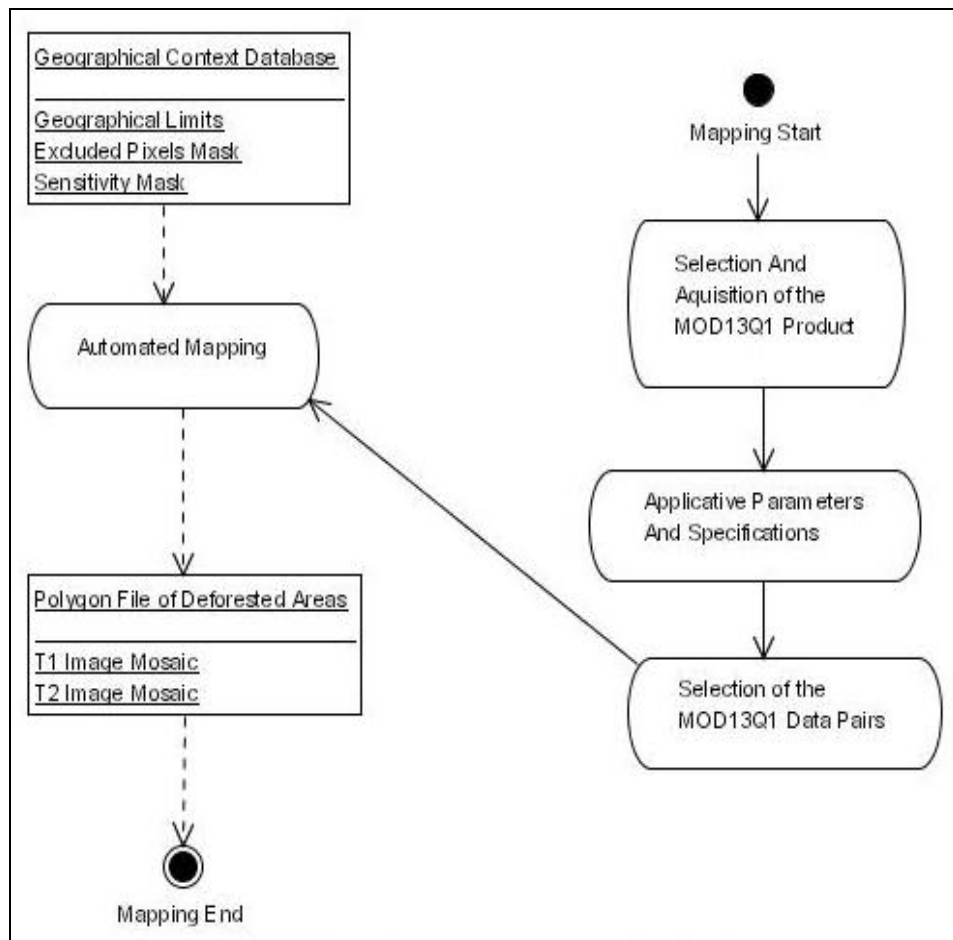 Geographical Context Database
Geographical Limits
Excluded Pixels Mask
Sensitivity Mask
Automated Mapping
Polygon File of Deforested Areas
T1 Image Mosaic
T2 Image Mosaic
Mapping End
Mapping Start
Selection And
Aquisition of the
MOD13Q1 Product
Applicative Parameters
And Specifications
Selection of the
MOD13Q1 Data Pairs